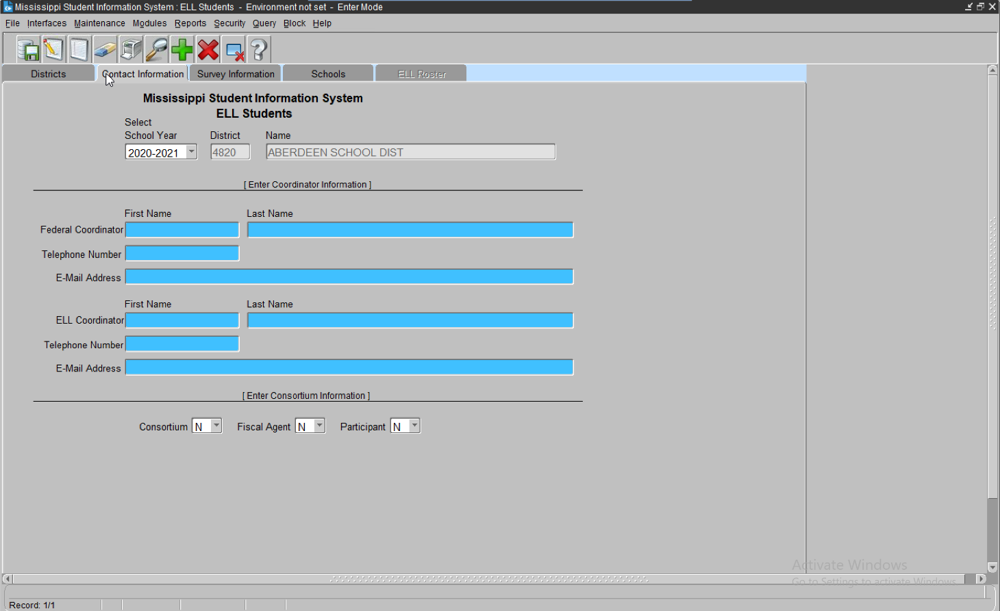 Mississippi Student Information System : ELL Students - Environment not set - Enter Mode
File Interfaces Maintenance Modules Reports Security Query Block Help
Districts Contact Information Survey Information Schools ELL Roster
Mississippi Student Information System
ELL Students
Select
School Year District Name
2020-2021 4820 ABERDEEN SCHOOL DIST
[ Enter Coordinator Information ]
First Name Last Name
Federal Coordinator
Telephone Number
E-Mail Address
First Name Last Name
ELL Coordinator
Telephone Number
E-Mail Address
[ Enter Consortium Information ]
Consortium N Fiscal Agent N Participant N
Activate Windows
Go to Settings to activate Windows.
Record: 1/1